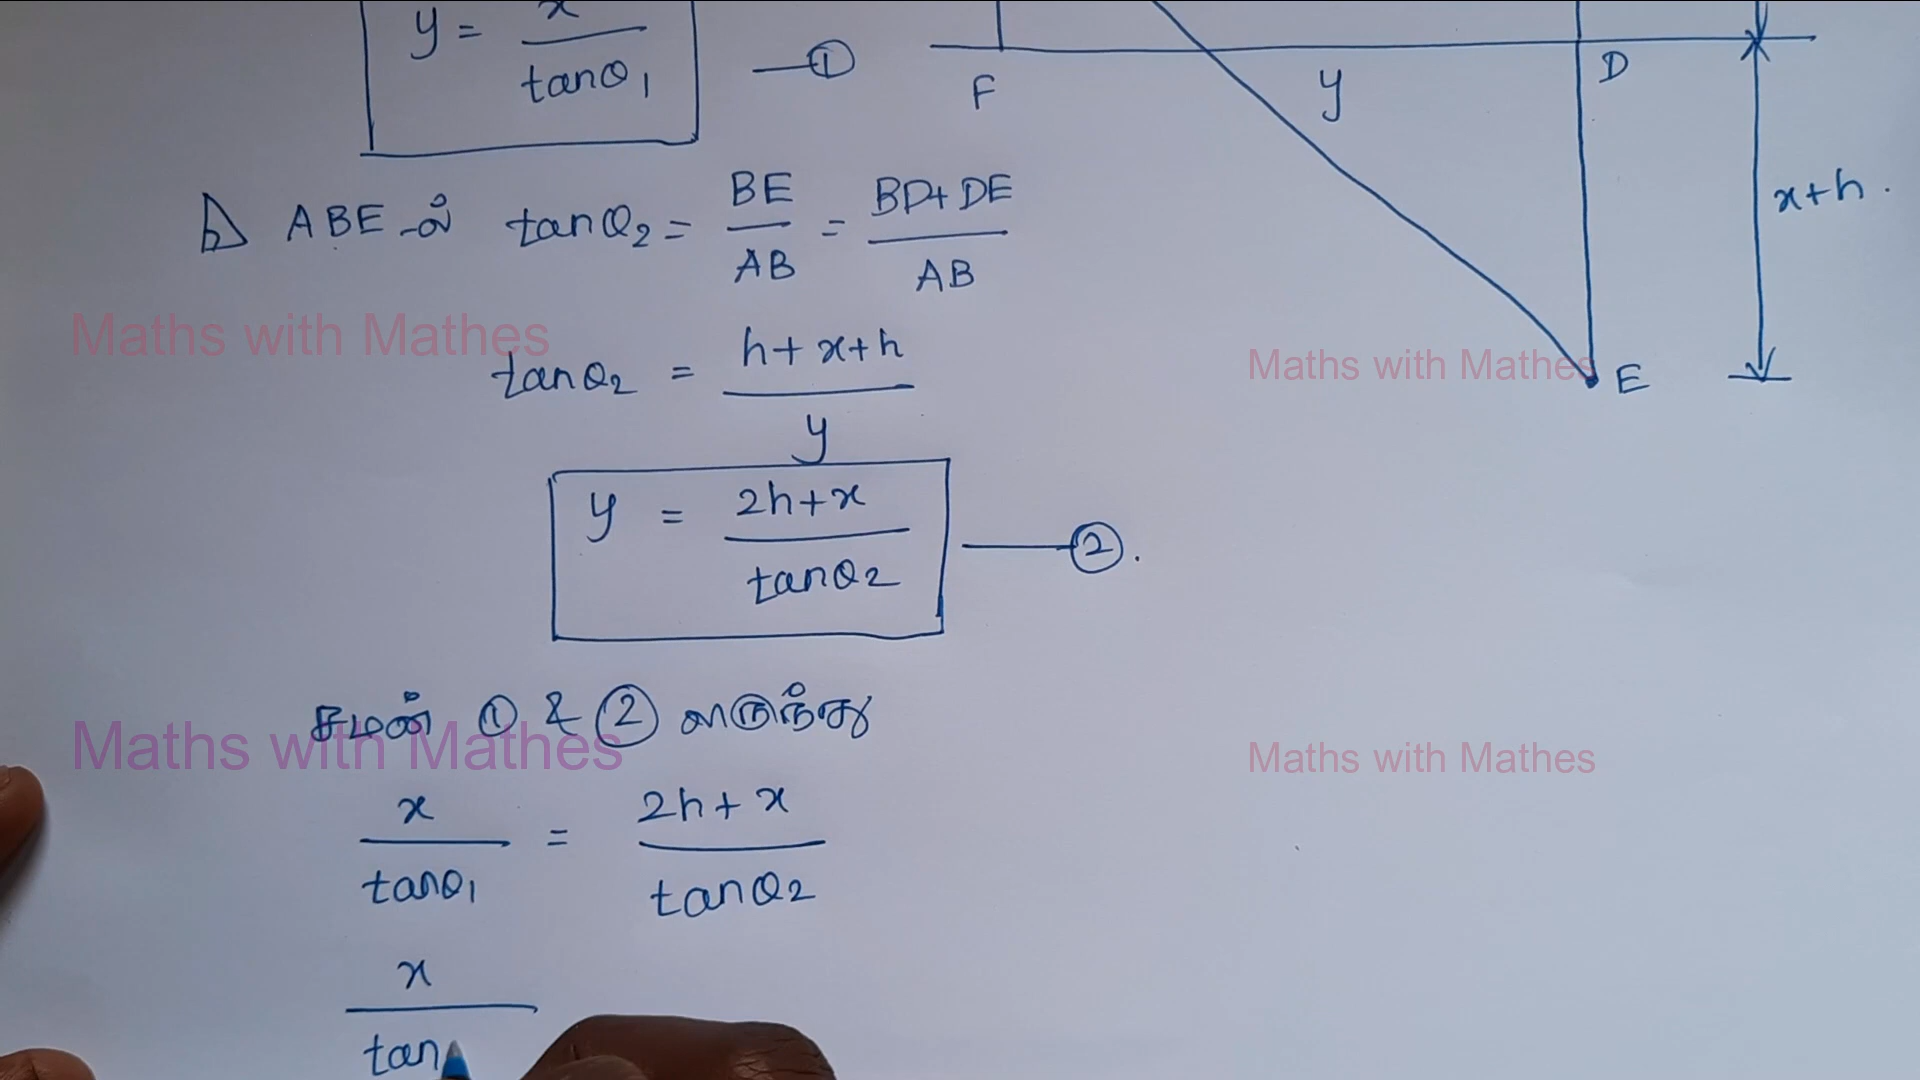 y = x / tanθ₁ —①
F
y
D
x+h.
E
ABE-ல் tanθ₂ = BE / AB = BD+DE / AB
tanθ₂ = h+x+h / y
y = 2h+x / tanθ₂ —②.
சமன் ① & ② லருந்து
x / tanθ₁ = 2h+x / tanθ₂
x / tan
Maths with Mathes
Maths with Mathes
Maths with Mathes
Maths with Mathes